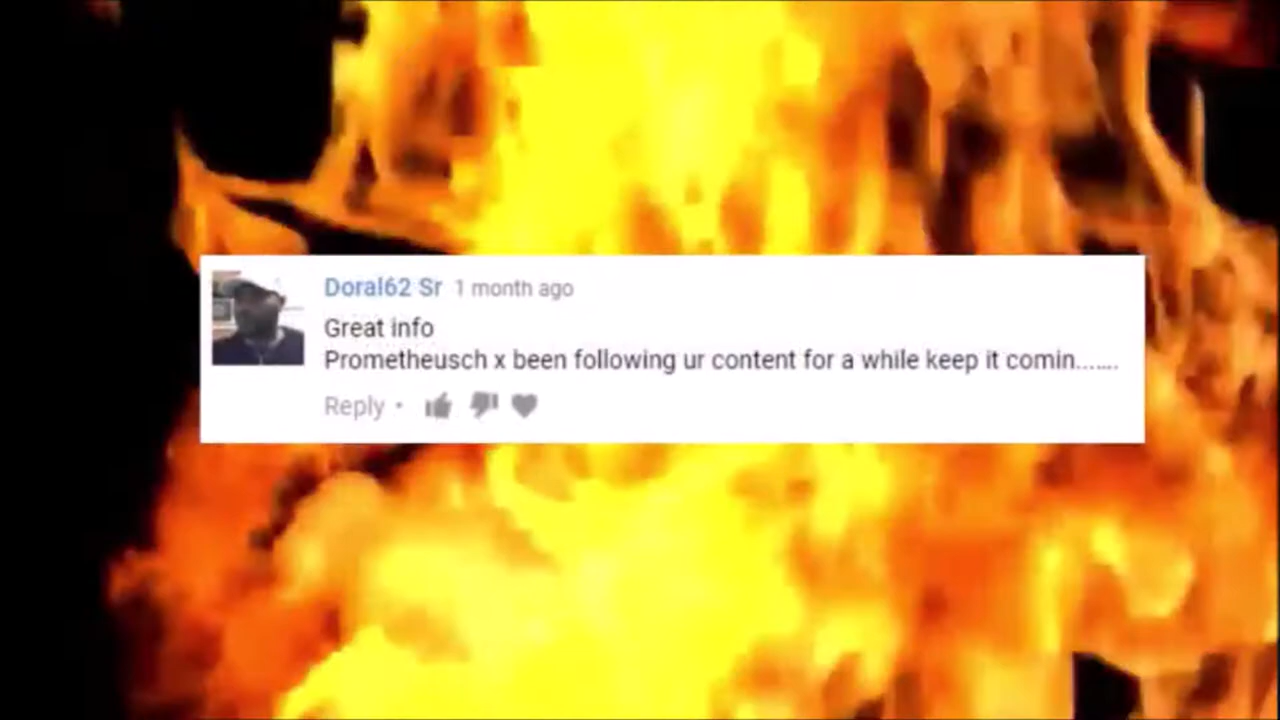 Doral62 Sr 1 month ago
Great info
Prometheusch x been following ur content for a while keep it comin.......
Reply •